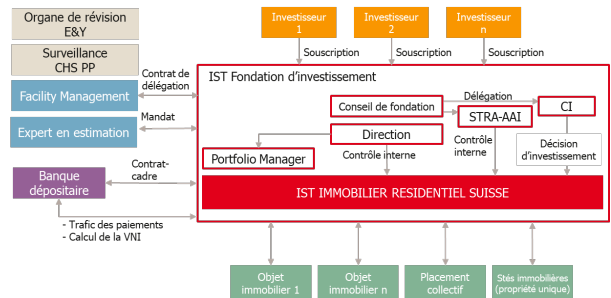 Organe de révision
E&Y
Surveillance
CHS PP
Facility Management
Expert en estimation
Banque
dépositaire
Contrat de
délégation
Mandat
Contrat-
cadre
- Trafic des paiements
- Calcul de la VNI
Investisseur
1
Investisseur
2
Investisseur
n
Souscription
Souscription
Souscription
IST Fondation d'investissement
Conseil de fondation
Délégation
CI
STRA-AAI
Direction
Portfolio Manager
Contrôle interne
Contrôle
interne
Décision
d'investissement
IST IMMOBILIER RESIDENTIEL SUISSE
Objet
immobilier 1
Objet
immobilier n
Placement
collectif
Stés immobilières
(propriété unique)